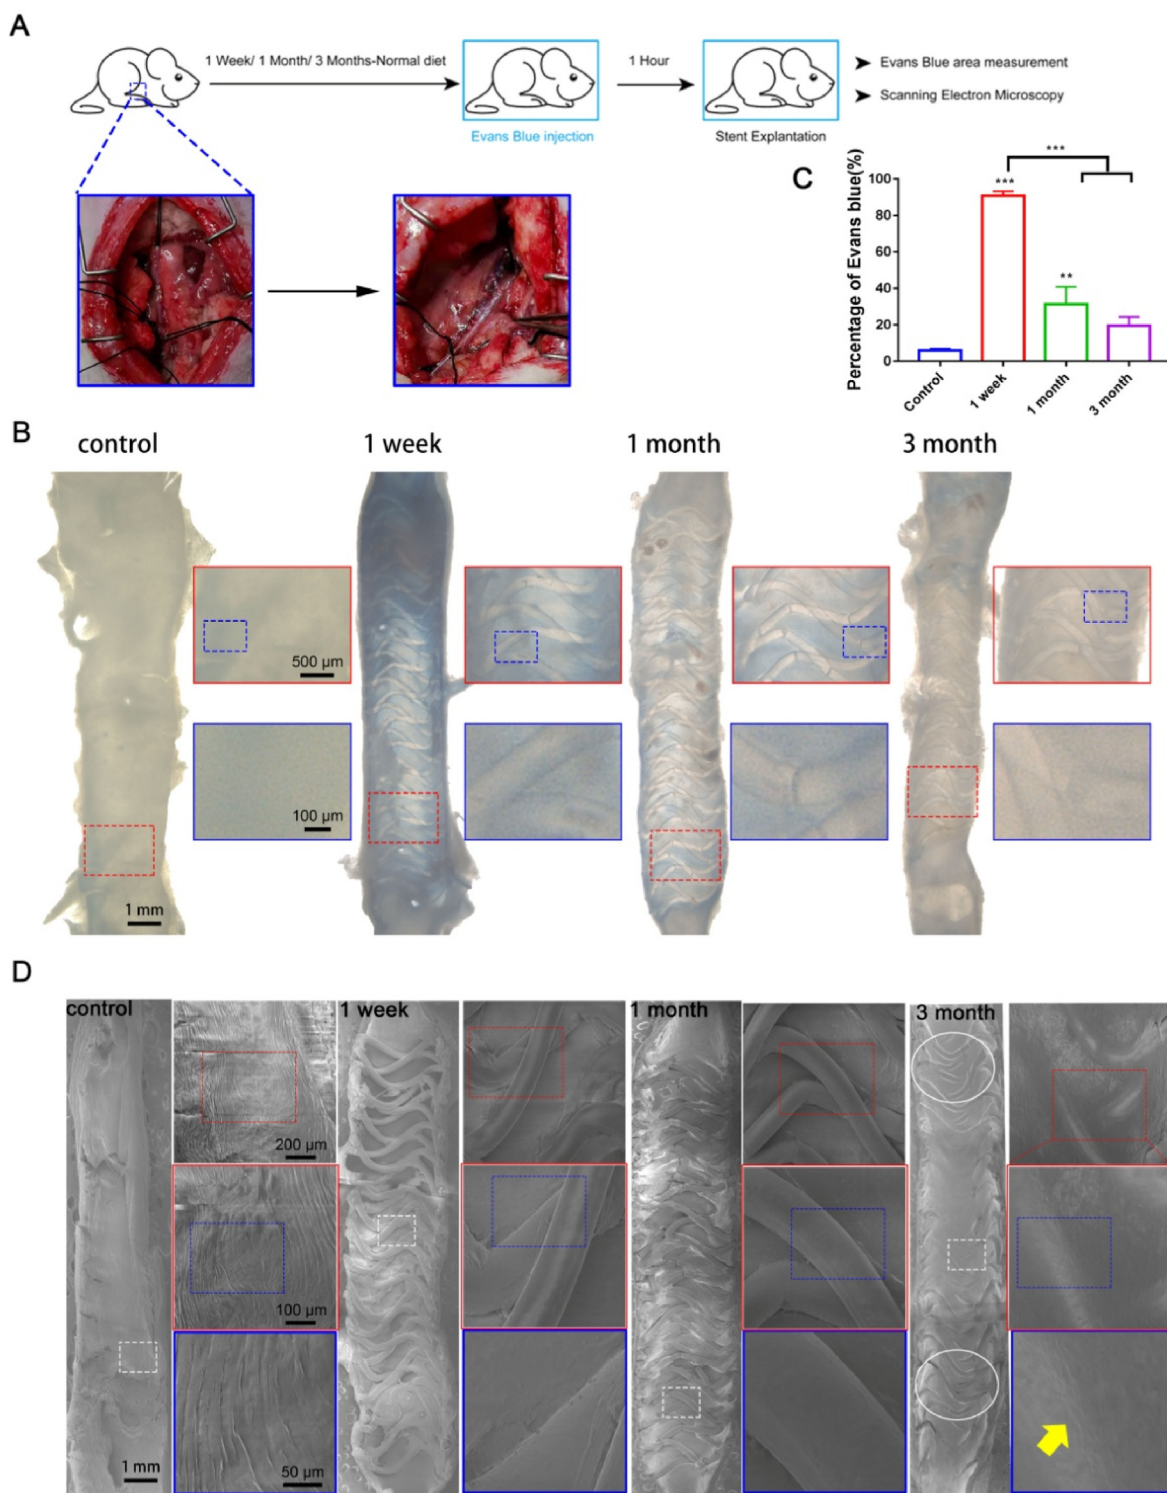 A
1 Week/ 1 Month/ 3 Months-Normal diet
1 Hour
Evans Blue area measurement
Scanning Electron Microscopy
Evans Blue injection
Stent Explantation
C
Percentage of Evans blue(%)
100
80
60
40
20
0
***
***
**
Control
1 week
1 month
3 month
B
control
1 week
1 month
3 month
500 µm
100 µm
1 mm
D
control
1 week
1 month
3 month
200 µm
100 µm
1 mm
50 µm